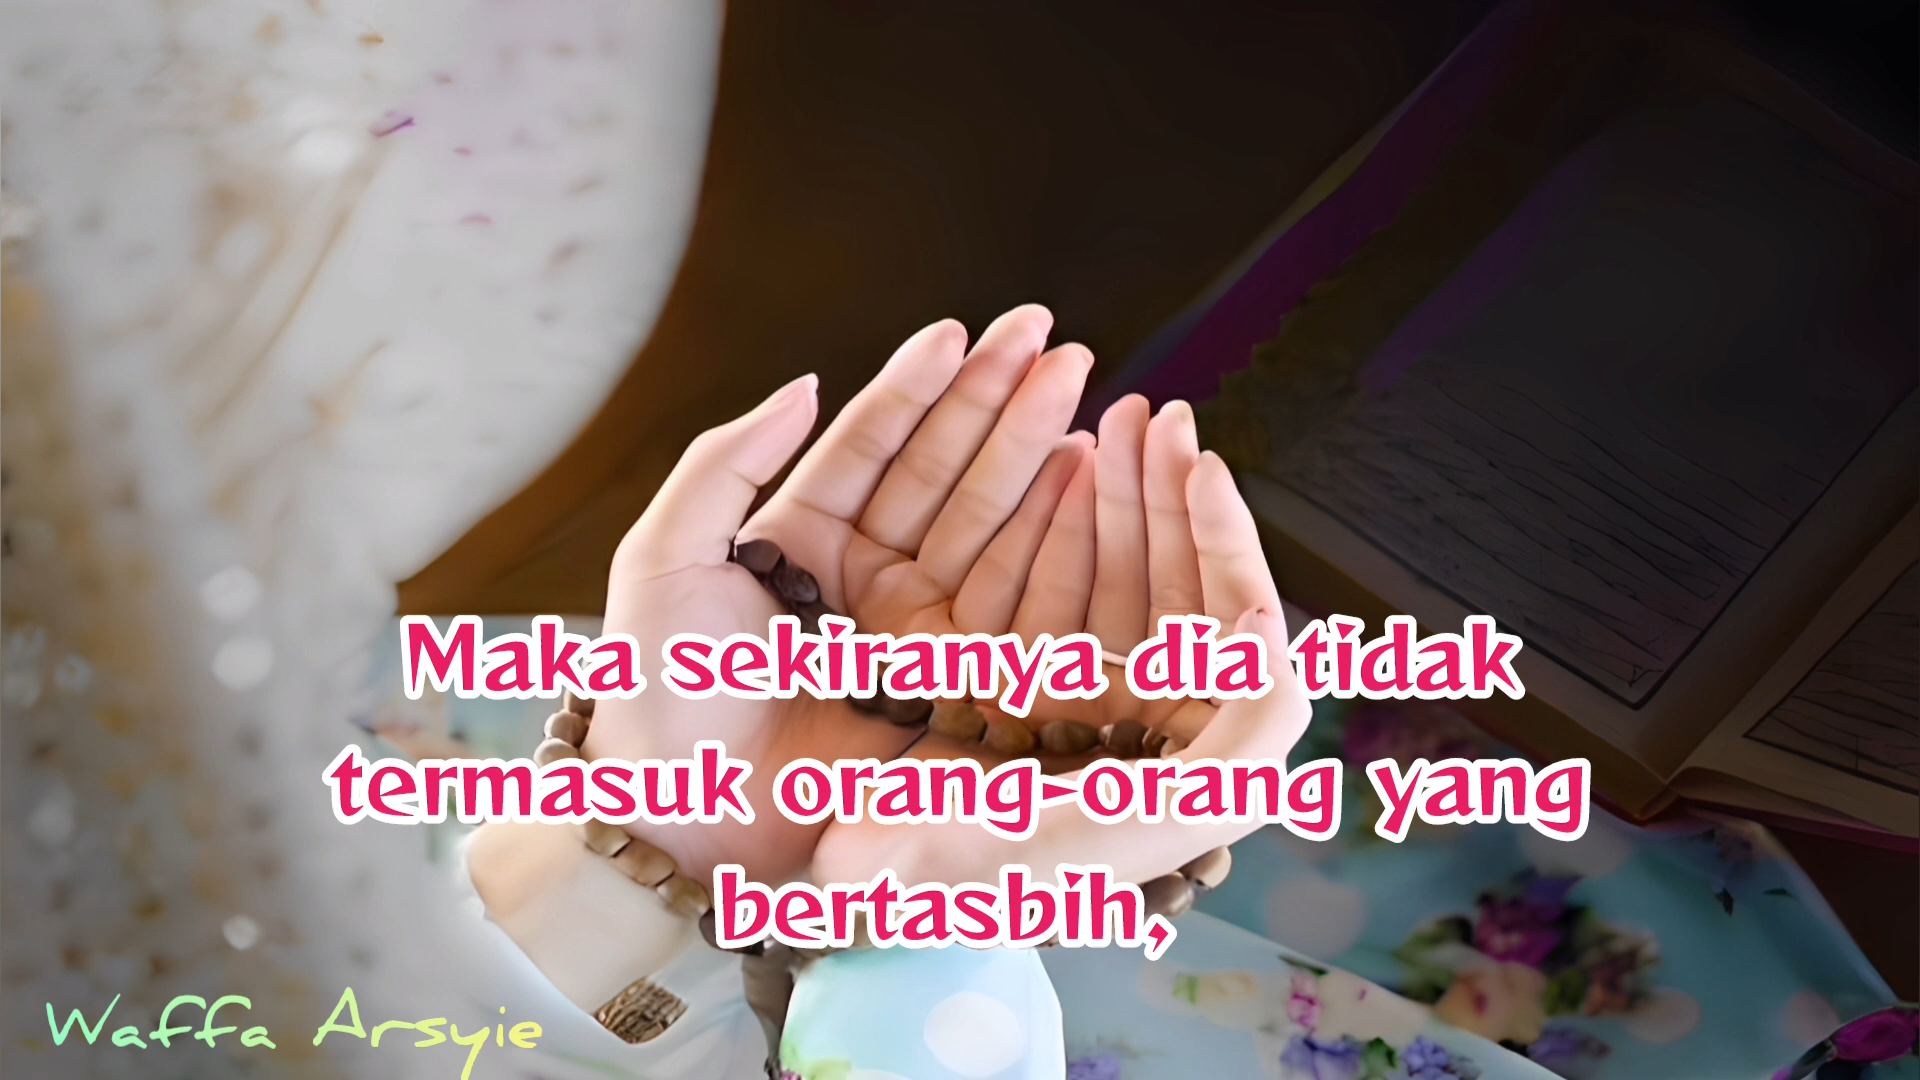 Maka sekiranya dia tidak
termasuk orang-orang yang
bertasbih,
Waffa Arsyie